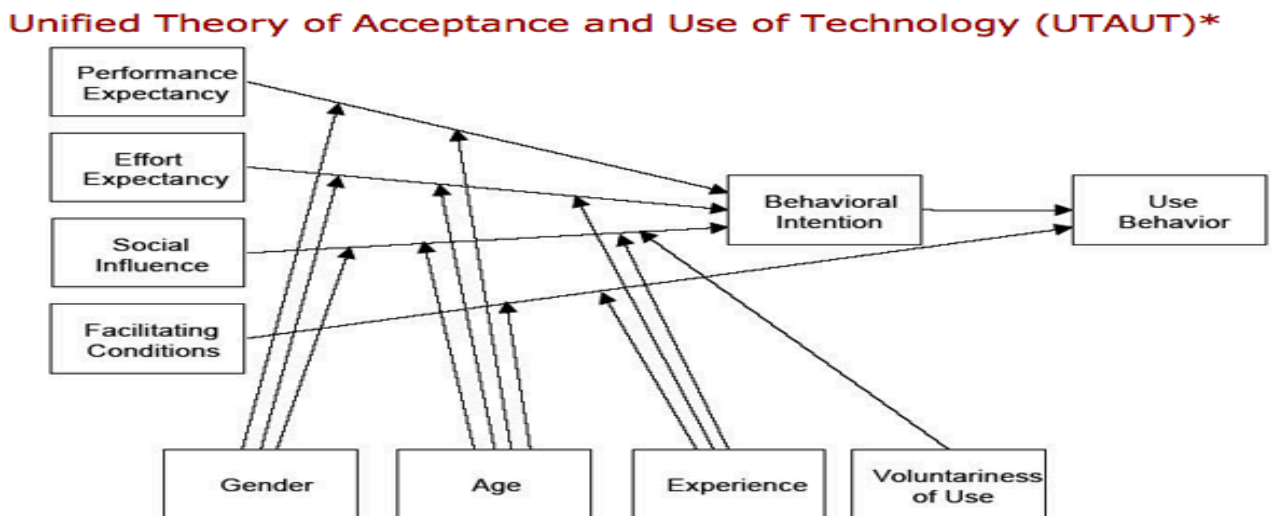 Unified Theory of Acceptance and Use of Technology (UTAUT)*
Performance
Expectancy
Effort
Expectancy
Social
Influence
Facilitating
Conditions
Behavioral
Intention
Use
Behavior
Gender
Age
Experience
Voluntariness
of Use